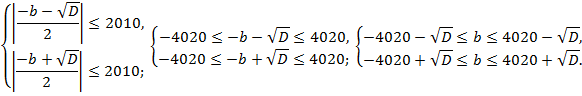 {|(-b-√D)/2| ≤ 2010, {-4020 ≤ -b-√D ≤ 4020, {-4020-√D ≤ b ≤ 4020-√D,
{|(-b+√D)/2| ≤ 2010; {-4020 ≤ -b+√D ≤ 4020; {-4020+√D ≤ b ≤ 4020+√D.